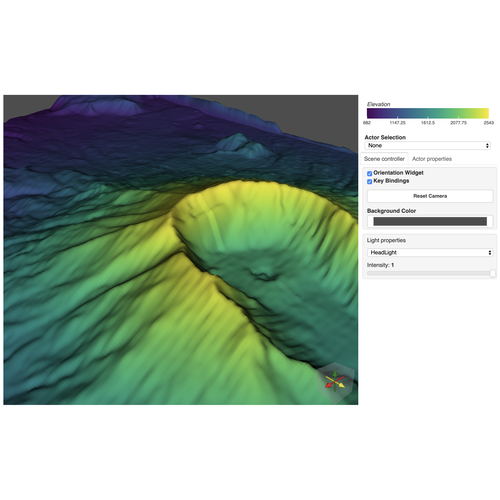 Elevation
682 1147.25 1612.5 2077.75 2543
Actor Selection
None
Scene controller Actor properties
Orientation Widget
Key Bindings
Reset Camera
Background Color
Light properties
HeadLight
Intensity: 1